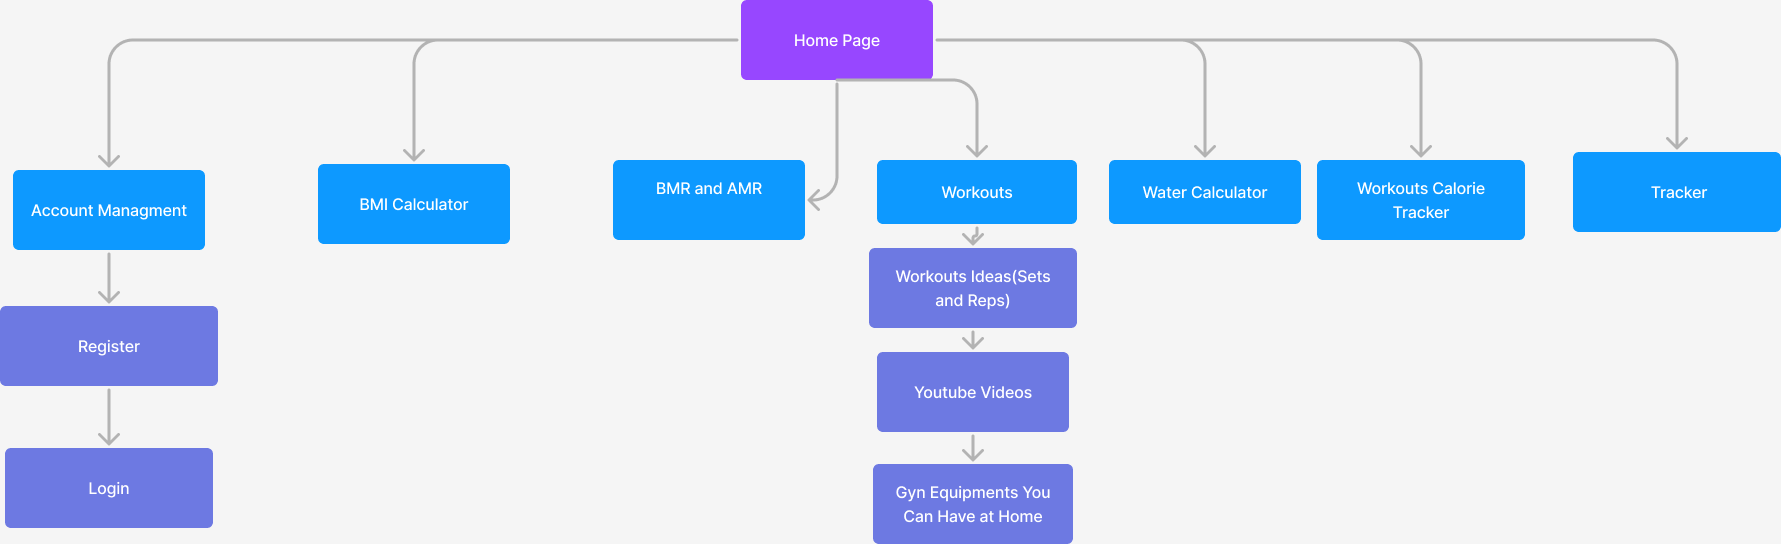 Home Page
Account Managment
BMI Calculator
BMR and AMR
Workouts
Water Calculator
Workouts Calorie
Tracker
Tracker
Register
Login
Workouts Ideas(Sets
and Reps)
Youtube Videos
Gyn Equipments You
Can Have at Home